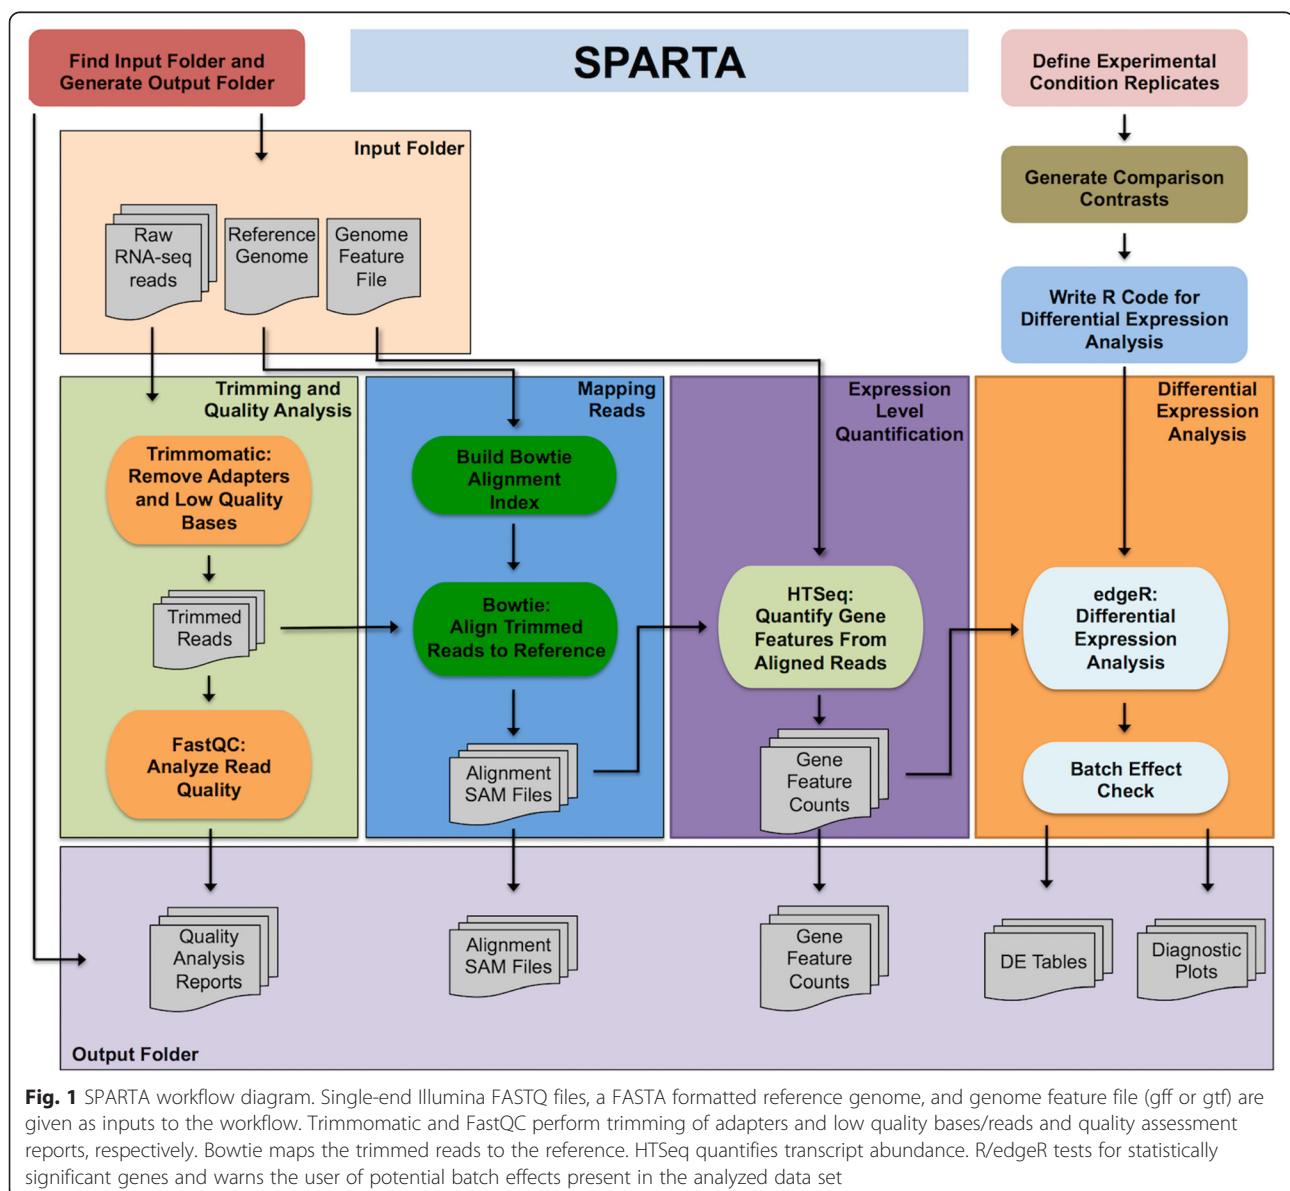 Find Input Folder and
Generate Output Folder
SPARTA
Define Experimental
Condition Replicates
Input Folder
Generate Comparison
Contrasts
Raw
RNA-seq
reads
Reference
Genome
Genome
Feature
File
Write R Code for
Differential Expression
Analysis
Trimming and
Quality Analysis
Mapping
Reads
Expression
Level
Quantification
Differential
Expression
Analysis
Trimmomatic:
Remove Adapters
and Low Quality
Bases
Build Bowtie
Alignment
Index
Trimmed
Reads
Bowtie:
Align Trimmed
Reads to Reference
HTSeq:
Quantify Gene
Features From
Aligned Reads
edgeR:
Differential
Expression
Analysis
FastQC:
Analyze Read
Quality
Alignment
SAM Files
Gene
Feature
Counts
Batch Effect
Check
Quality
Analysis
Reports
Alignment
SAM Files
Gene
Feature
Counts
DE Tables
Diagnostic
Plots
Output Folder
Fig. 1 SPARTA workflow diagram. Single-end Illumina FASTQ files, a FASTA formatted reference genome, and genome feature file (gff or gtf) are
given as inputs to the workflow. Trimmomatic and FastQC perform trimming of adapters and low quality bases/reads and quality assessment
reports, respectively. Bowtie maps the trimmed reads to the reference. HTSeq quantifies transcript abundance. R/edgeR tests for statistically
significant genes and warns the user of potential batch effects present in the analyzed data set